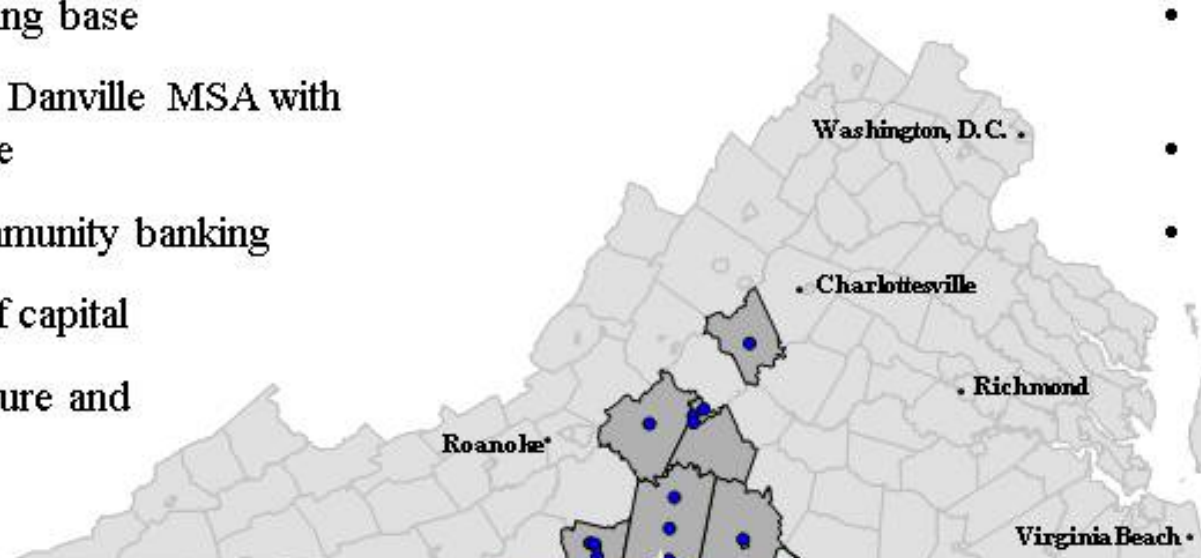 ng base
Danville MSA with
e
munity banking
f capital
ure and
Washington, D.C.
Charlottesville
Richmond
Roanoke
Virginia Beach